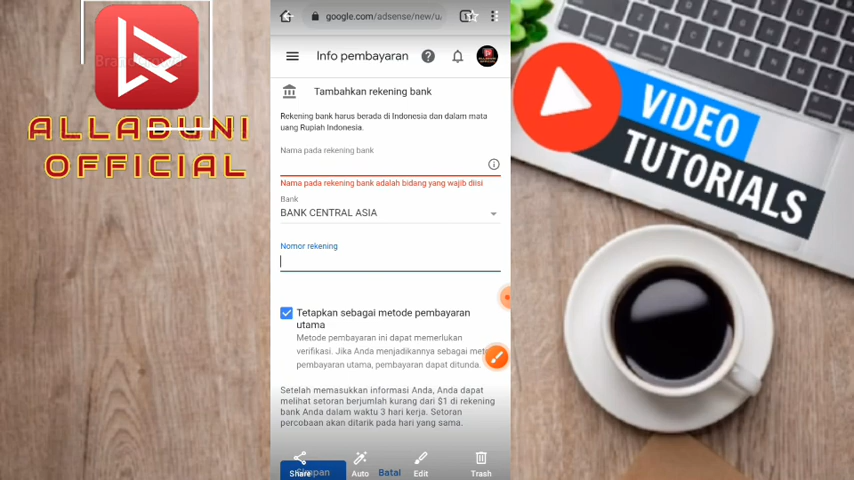 ALLADUNI
OFFICIAL
google.com/adsense/new/u
Info pembayaran
Tambahkan rekening bank
Rekening bank harus berada di Indonesia dan dalam mata
uang Rupiah Indonesia.
Nama pada rekening bank
Nama pada rekening bank adalah bidang yang wajib diisi
Bank
BANK CENTRAL ASIA
Nomor rekening
Tetapkan sebagai metode pembayaran
utama
Metode pembayaran ini dapat memerlukan
verifikasi. Jika Anda menjadikannya sebagai
pembayaran utama, pembayaran dapat ditunda.
Setelah memasukkan informasi Anda, Anda dapat
melihat setoran berjumlah kurang dari $1 di rekening
bank Anda dalam waktu 3 hari kerja. Setoran
percobaan akan ditarik pada hari yang sama.
Batal
Share
Auto
Edit
Trash
VIDEO
TUTORIALS